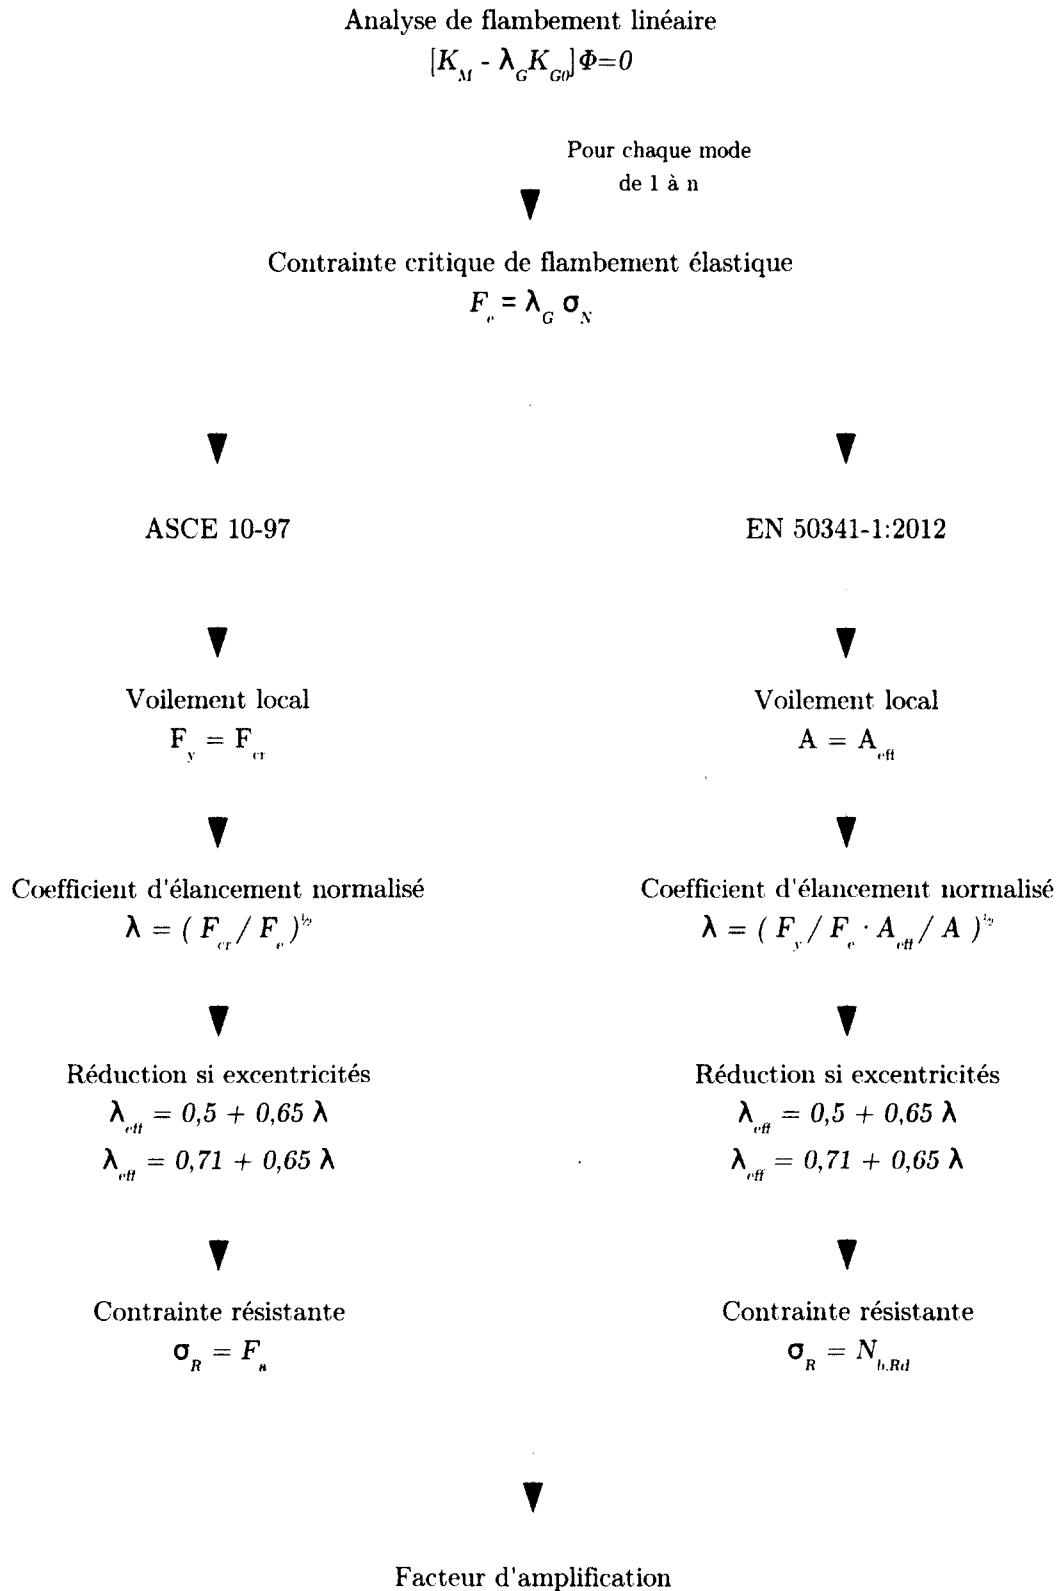 Analyse de flambement linéaire
[K_M - λ_G K_G0]Φ=0
Pour chaque mode
de 1 à n
Contrainte critique de flambement élastique
F_e = λ_G σ_N
ASCE 10-97
EN 50341-1:2012
Voilement local
F_y = F_cr
Voilement local
A = A_eff
Coefficient d'élancement normalisé
λ = ( F_cr / F_e )^½
Coefficient d'élancement normalisé
λ = ( F_y / F_e · A_eff / A )^½
Réduction si excentricités
λ_eff = 0,5 + 0,65 λ
λ_eff = 0,71 + 0,65 λ
Réduction si excentricités
λ_eff = 0,5 + 0,65 λ
λ_eff = 0,71 + 0,65 λ
Contrainte résistante
σ_R = F_a
Contrainte résistante
σ_R = N_b,Rd
Facteur d'amplification